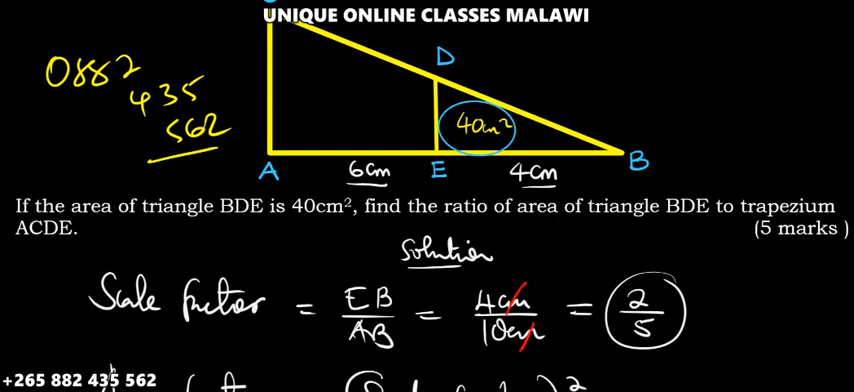 UNIQUE ONLINE CLASSES MALAWI
0882
435
562
D
40cm²
A
6cm
E
4cm
B
If the area of triangle BDE is 40cm², find the ratio of area of triangle BDE to trapezium
ACDE. (5 marks )
Solution
Scale factor = EB/AB = 4cm/10cm = 2/5
+265 882 435 562